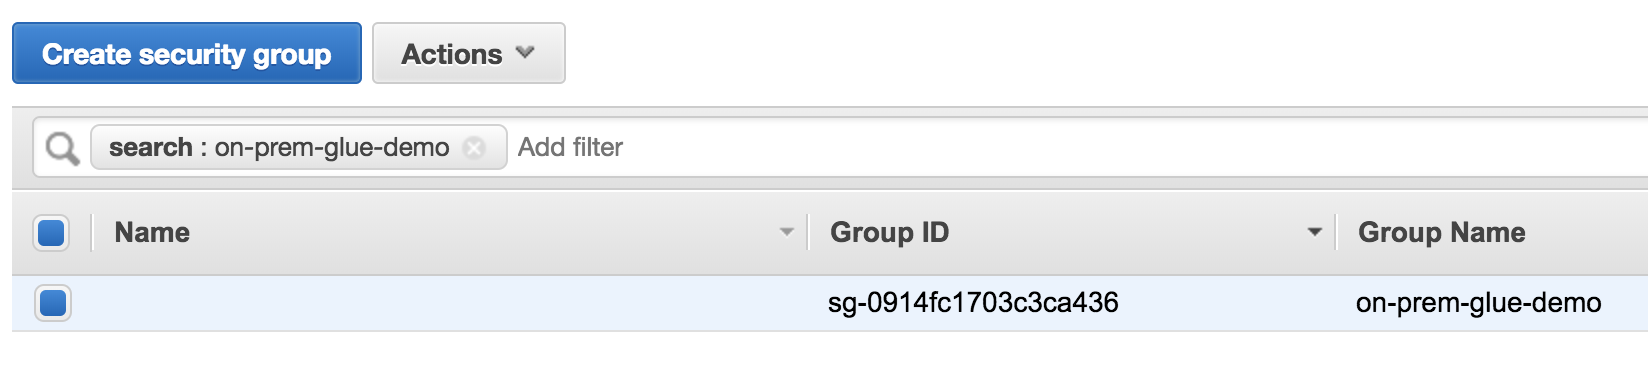 Create security group Actions
search : on-prem-glue-demo Add filter
Name Group ID Group Name
sg-0914fc1703c3ca436 on-prem-glue-demo